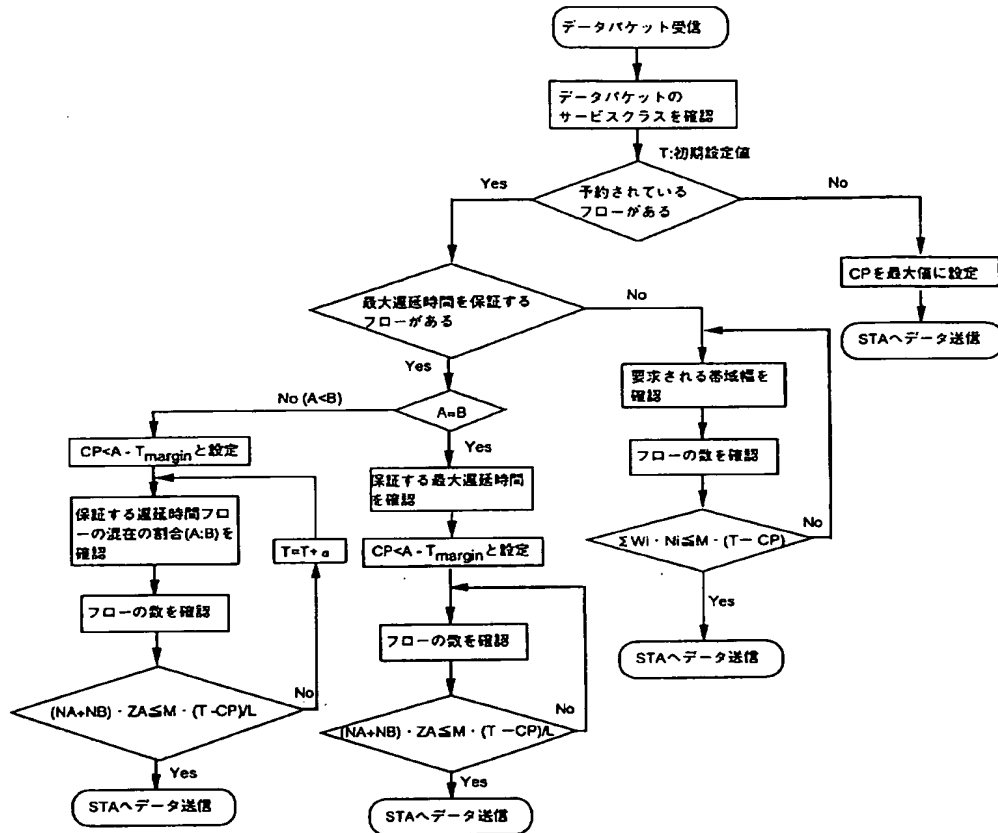 データパケット受信
データパケットの
サービスクラスを確認
T:初期設定値
Yes
No
予約されている
フローがある
CPを最大値に設定
STAへデータ送信
最大遅延時間を保証する
フローがある
No
Yes
要求される帯域幅を
確認
フローの数を確認
ΣWi・Ni≦M・(T−CP)
No
Yes
STAへデータ送信
A=B
No (A<B)
Yes
CP<A - Tmarginと設定
保証する遅延時間フロ
ーの混在の割合(A:B)を
確認
T=T+α
フローの数を確認
(NA+NB)・ZA≦M・(T-CP)/L
No
Yes
STAへデータ送信
保証する最大遅延時間
を確認
CP<A - Tmarginと設定
フローの数を確認
(NA+NB)・ZA≦M・(T−CP)/L
No
Yes
STAへデータ送信